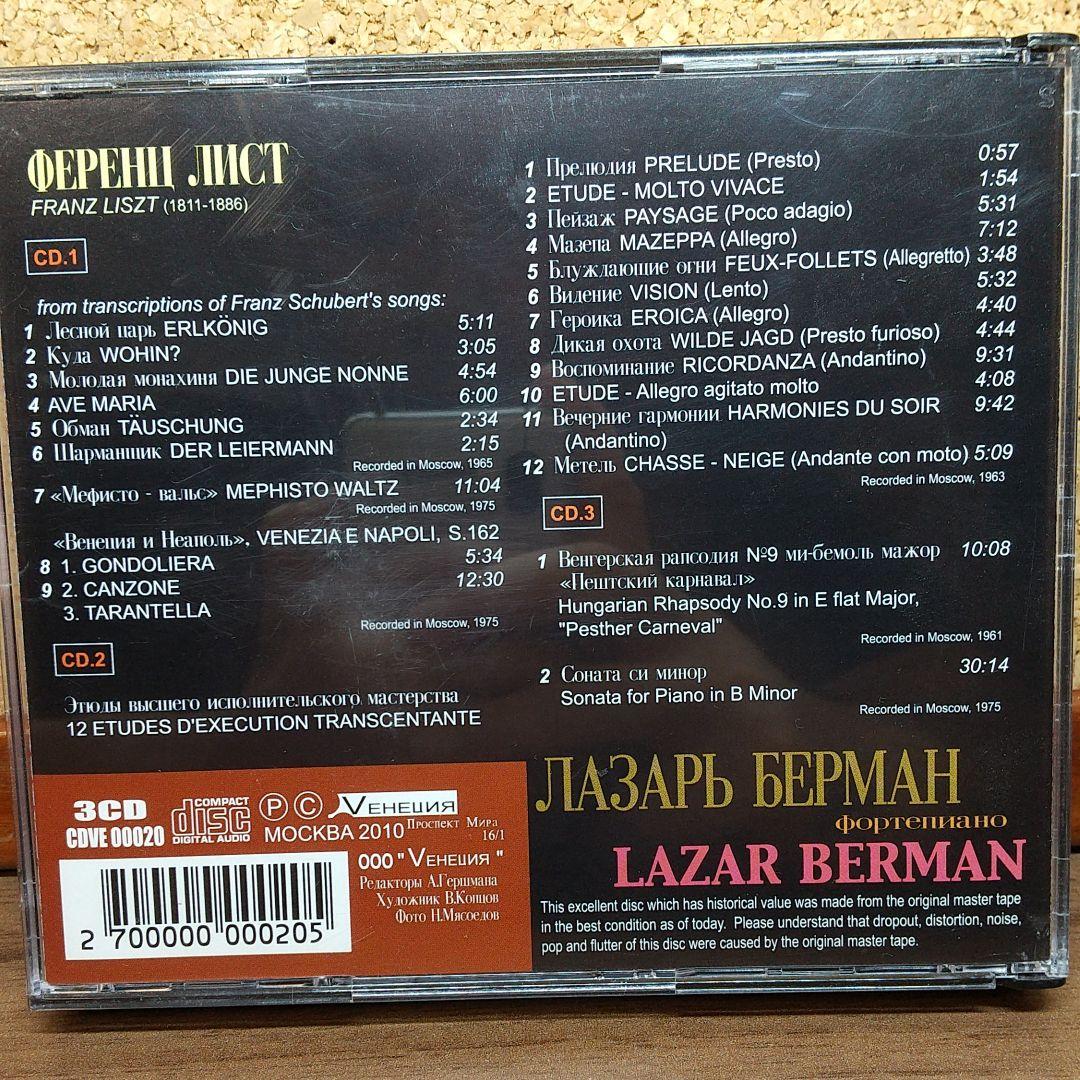 ФЕРЕНЦ ЛИСТ
FRANZ LISZT (1811-1886)
CD.1
from transcriptions of Franz Schubert's songs:
1 Лесной царь ERLKÖNIG 5:11
2 Куда WOHIN? 3:05
3 Молодая монахиня DIE JUNGE NONNE 4:54
4 AVE MARIA 6:00
5 Обман TÄUSCHUNG 2:34
6 Шарманщик DER LEIERMANN 2:15
Recorded in Moscow, 1965
7 «Мефисто - вальс» MEPHISTO WALTZ 11:04
Recorded in Moscow, 1975
«Венеция и Неаполь», VENEZIA E NAPOLI, S.162
8 1. GONDOLIERA 5:34
9 2. CANZONE 12:30
3. TARANTELLA
Recorded in Moscow, 1975
CD.2
Этюды высшего исполнительского мастерства
12 ETUDES D'EXECUTION TRANSCENTANTE
1 Прелюдия PRELUDE (Presto) 0:57
2 ETUDE - MOLTO VIVACE 1:54
3 Пейзаж PAYSAGE (Poco adagio) 5:31
4 Мазепа MAZEPPA (Allegro) 7:12
5 Блуждающие огни FEUX-FOLLETS (Allegretto) 3:48
6 Видение VISION (Lento) 5:32
7 Героика EROICA (Allegro) 4:40
8 Дикая охота WILDE JAGD (Presto furioso) 4:44
9 Воспоминание RICORDANZA (Andantino) 9:31
10 ETUDE - Allegro agitato molto 4:08
11 Вечерние гармонии HARMONIES DU SOIR 9:42
(Andantino)
12 Метель CHASSE - NEIGE (Andante con moto) 5:09
Recorded in Moscow, 1963
CD.3
1 Венгерская рапсодия №9 ми-бемоль мажор 10:08
«Пештский карнавал»
Hungarian Rhapsody No.9 in E flat Major,
"Pesther Carneval"
Recorded in Moscow, 1961
2 Соната си минор 30:14
Sonata for Piano in B Minor
Recorded in Moscow, 1975
3CD
CDVE 00020
COMPACT
disc
DIGITAL AUDIO
Ⓟ Ⓒ Vенеция
МОСКВА 2010 Проспект Мира
16/1
ООО "Vенеция "
Редакторы А.Гершмана
Художник В.Копцов
Фото Н.Мясоедов
2 700000 000205
ЛАЗАРЬ БЕРМАН
фортепиано
LAZAR BERMAN
This excellent disc which has historical value was made from the original master tape
in the best condition as of today. Please understand that dropout, distortion, noise,
pop and flutter of this disc were caused by the original master tape.